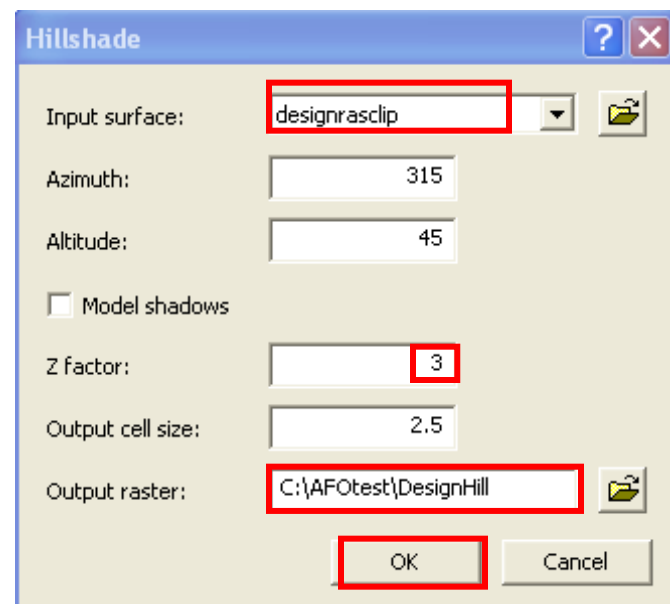 Hillshade
Input surface: designrasclip
Azimuth: 315
Altitude: 45
Model shadows
Z factor: 3
Output cell size: 2.5
Output raster: C:\AFOtest\DesignHill
OK Cancel